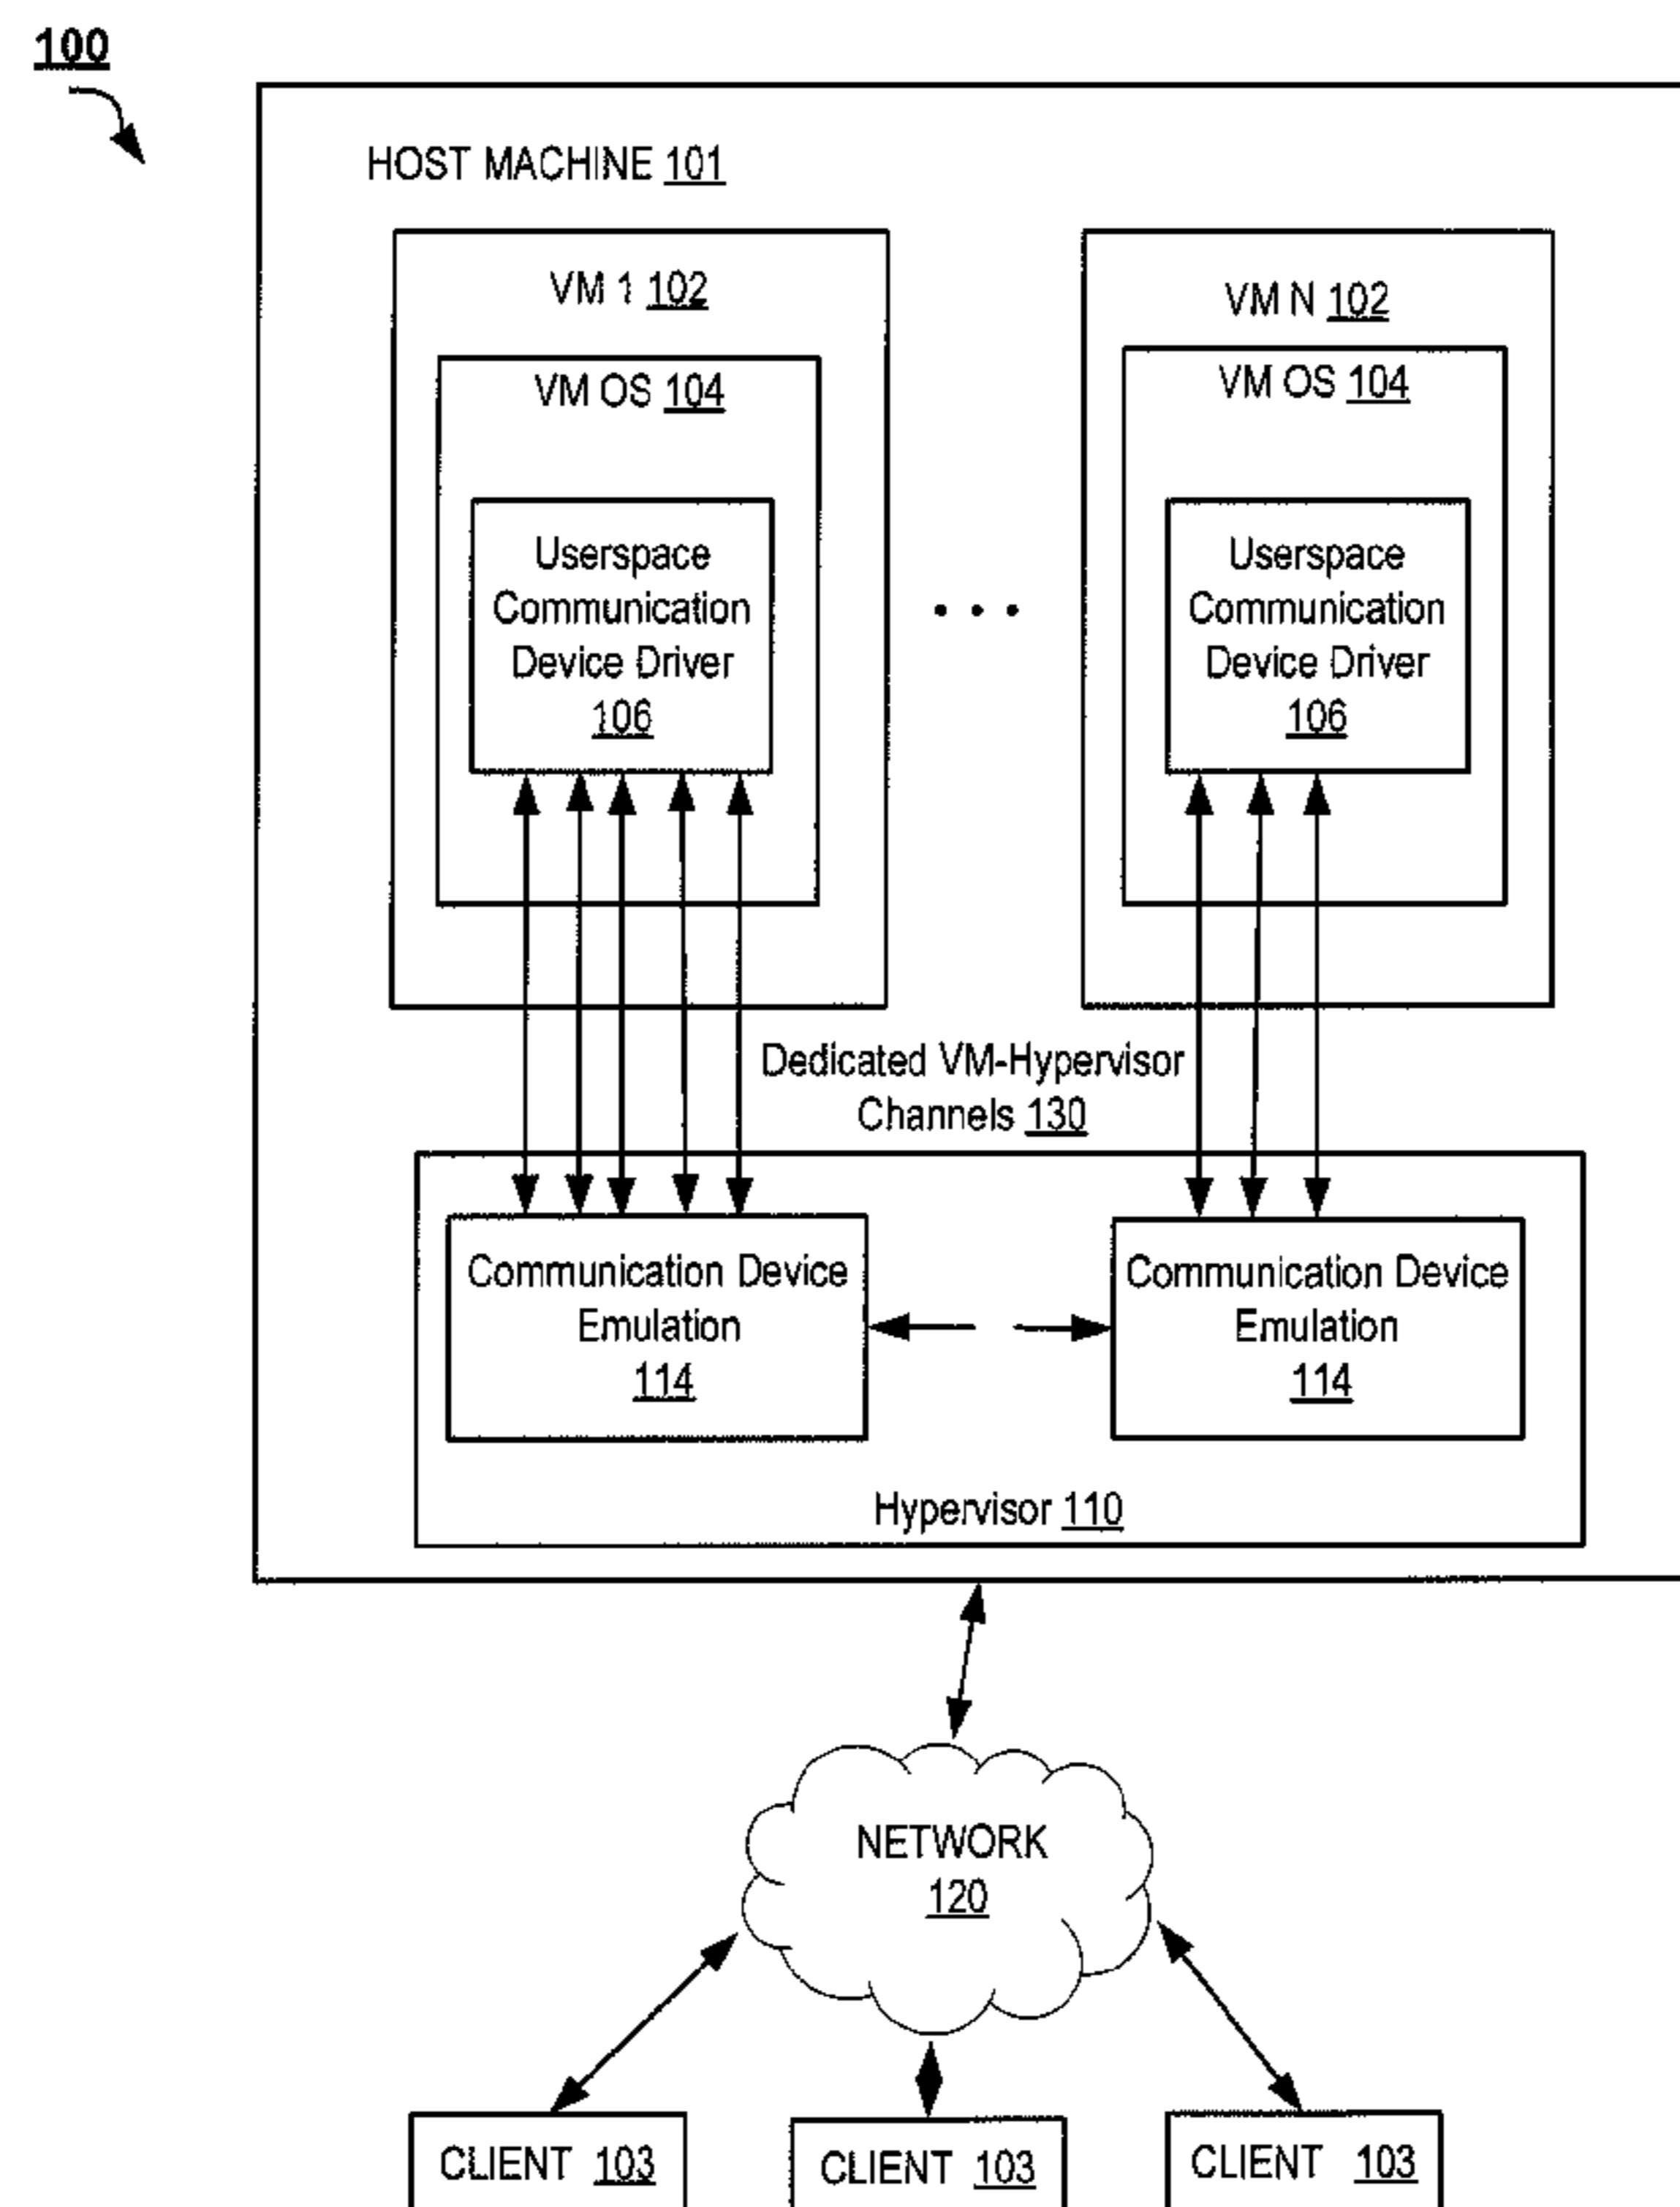 100
HOST MACHINE 101
VM 1 102
VM OS 104
Userspace
Communication
Device Driver
106
. . .
VM N 102
VM OS 104
Userspace
Communication
Device Driver
106
Dedicated VM-Hypervisor
Channels 130
Communication Device
Emulation
114
Communication Device
Emulation
114
Hypervisor 110
NETWORK
120
CLIENT 103
CLIENT 103
CLIENT 103